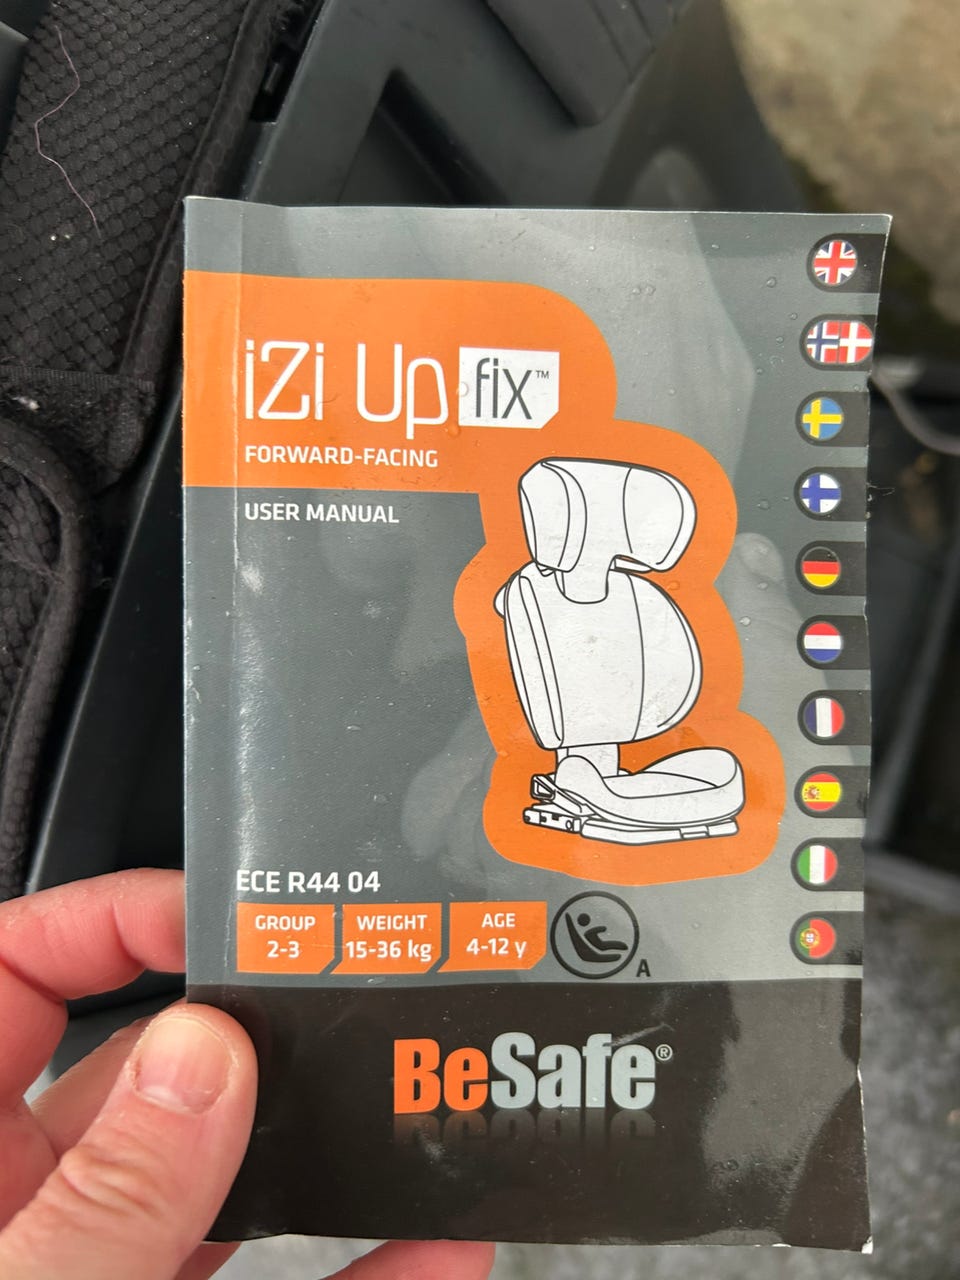 iZi Up fix™
FORWARD-FACING
USER MANUAL
ECE R44 04
GROUP
2-3
WEIGHT
15-36 kg
AGE
4-12 y
A
BeSafe®